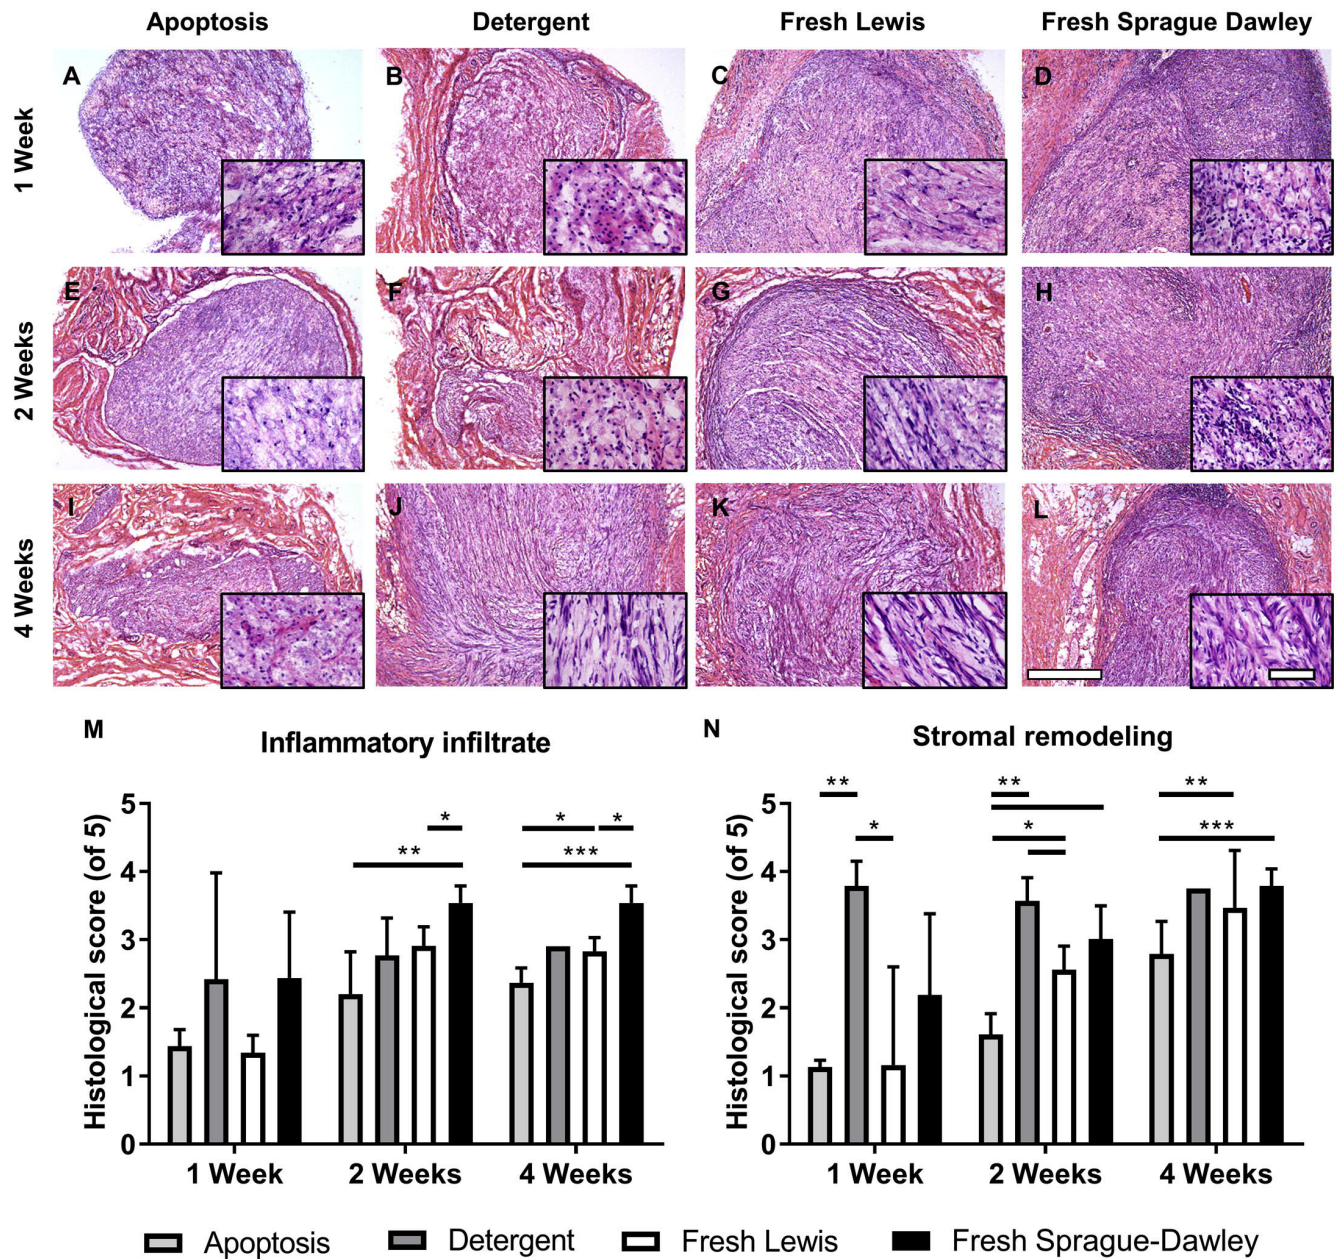 Apoptosis Detergent Fresh Lewis Fresh Sprague Dawley
1 Week
A B C D
2 Weeks
E F G H
4 Weeks
I J K L
M Inflammatory infiltrate
Histological score (of 5)
5
4
3
2
1
0
* 
** 
* * 
***
1 Week 2 Weeks 4 Weeks
N Stromal remodeling
Histological score (of 5)
5
4
3
2
1
0
** ** **
* * ***
1 Week 2 Weeks 4 Weeks
Apoptosis Detergent Fresh Lewis Fresh Sprague-Dawley